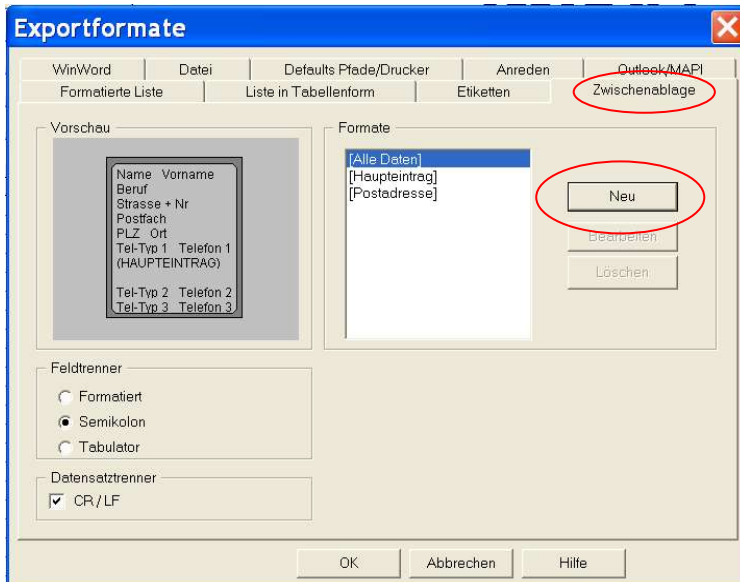 Exportformate
WinWord Datei Defaults Pfade/Drucker Anreden Outlook/MAPI
Formatierte Liste Liste in Tabellenform Etiketten Zwischenablage
Vorschau
Name Vorname
Beruf
Strasse + Nr
Postfach
PLZ Ort
Tel-Typ 1 Telefon 1
(HAUPTEINTRAG)
Tel-Typ 2 Telefon 2
Tel-Typ 3 Telefon 3
Formate
[Alle Daten]
[Haupteintrag]
[Postadresse]
Neu
Bearbeiten
Löschen
Feldtrenner
Formatiert
Semikolon
Tabulator
Datensatztrenner
CR / LF
OK Abbrechen Hilfe